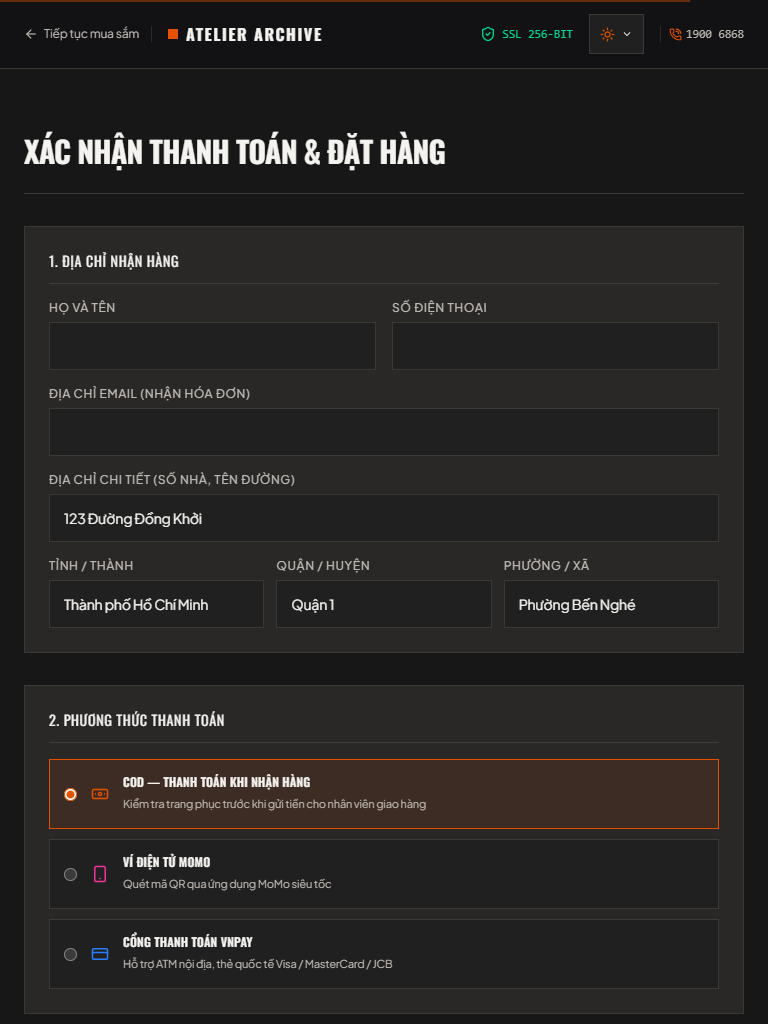 Tiếp tục mua sắm
ATELIER ARCHIVE
SSL 256-BIT
1900 6868
XÁC NHẬN THANH TOÁN & ĐẶT HÀNG
1. ĐỊA CHỈ NHẬN HÀNG
HỌ VÀ TÊN
SỐ ĐIỆN THOẠI
ĐỊA CHỈ EMAIL (NHẬN HÓA ĐƠN)
ĐỊA CHỈ CHI TIẾT (SỐ NHÀ, TÊN ĐƯỜNG)
123 Đường Đồng Khởi
TỈNH / THÀNH
QUẬN / HUYỆN
PHƯỜNG / XÃ
Thành phố Hồ Chí Minh
Quận 1
Phường Bến Nghé
2. PHƯƠNG THỨC THANH TOÁN
COD — THANH TOÁN KHI NHẬN HÀNG
Kiểm tra trang phục trước khi gửi tiền cho nhân viên giao hàng
VÍ ĐIỆN TỬ MOMO
Quét mã QR qua ứng dụng MoMo siêu tốc
CỔNG THANH TOÁN VNPAY
Hỗ trợ ATM nội địa, thẻ quốc tế Visa / MasterCard / JCB